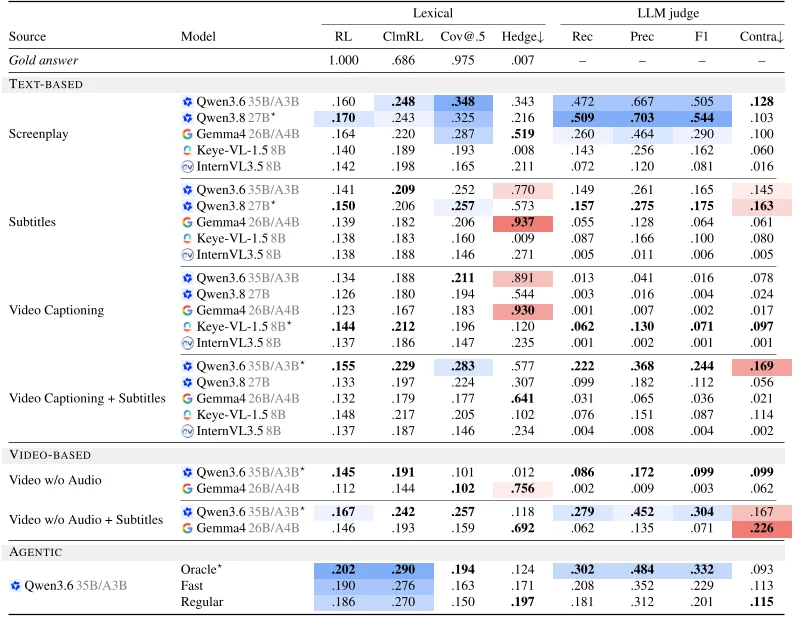 Lexical LLM judge
Source Model RL ClmRL Cov@.5 Hedge↓ Rec Prec F1 Contra↓
Gold answer 1.000 .686 .975 .007 – – – –
TEXT-BASED
Qwen3.6 35B/A3B .160 .248 .348 .343 .472 .667 .505 .128
Qwen3.8 27B* .170 .243 .325 .216 .509 .703 .544 .103
Screenplay Gemma4 26B/A4B .164 .220 .287 .519 .260 .464 .290 .100
Keye-VL-1.5 8B .140 .189 .193 .008 .143 .256 .162 .060
InternVL3.5 8B .142 .198 .165 .211 .072 .120 .081 .016
Qwen3.6 35B/A3B .141 .209 .252 .770 .149 .261 .165 .145
Qwen3.8 27B* .150 .206 .257 .573 .157 .275 .175 .163
Subtitles Gemma4 26B/A4B .139 .182 .206 .937 .055 .128 .064 .061
Keye-VL-1.5 8B .138 .183 .160 .009 .087 .166 .100 .080
InternVL3.5 8B .138 .188 .146 .271 .005 .011 .006 .005
Qwen3.6 35B/A3B .134 .188 .211 .891 .013 .041 .016 .078
Qwen3.8 27B .126 .180 .194 .544 .003 .016 .004 .024
Video Captioning Gemma4 26B/A4B .123 .167 .183 .930 .001 .007 .002 .017
Keye-VL-1.5 8B* .144 .212 .196 .120 .062 .130 .071 .097
InternVL3.5 8B .137 .186 .147 .235 .001 .002 .001 .001
Qwen3.6 35B/A3B* .155 .229 .283 .577 .222 .368 .244 .169
Qwen3.8 27B .133 .197 .224 .307 .099 .182 .112 .056
Video Captioning + Subtitles Gemma4 26B/A4B .132 .179 .177 .641 .031 .065 .036 .021
Keye-VL-1.5 8B .148 .217 .205 .102 .076 .151 .087 .114
InternVL3.5 8B .137 .187 .146 .234 .004 .008 .004 .002
VIDEO-BASED
Video w/o Audio Qwen3.6 35B/A3B* .145 .191 .101 .012 .086 .172 .099 .099
Gemma4 26B/A4B .112 .144 .102 .756 .002 .009 .003 .062
Video w/o Audio + Subtitles Qwen3.6 35B/A3B* .167 .242 .257 .118 .279 .452 .304 .167
Gemma4 26B/A4B .146 .193 .159 .692 .062 .135 .071 .226
AGENTIC
Oracle* .202 .290 .194 .124 .302 .484 .332 .093
Qwen3.6 35B/A3B Fast .190 .276 .163 .171 .208 .352 .229 .113
Regular .186 .270 .150 .197 .181 .312 .201 .115